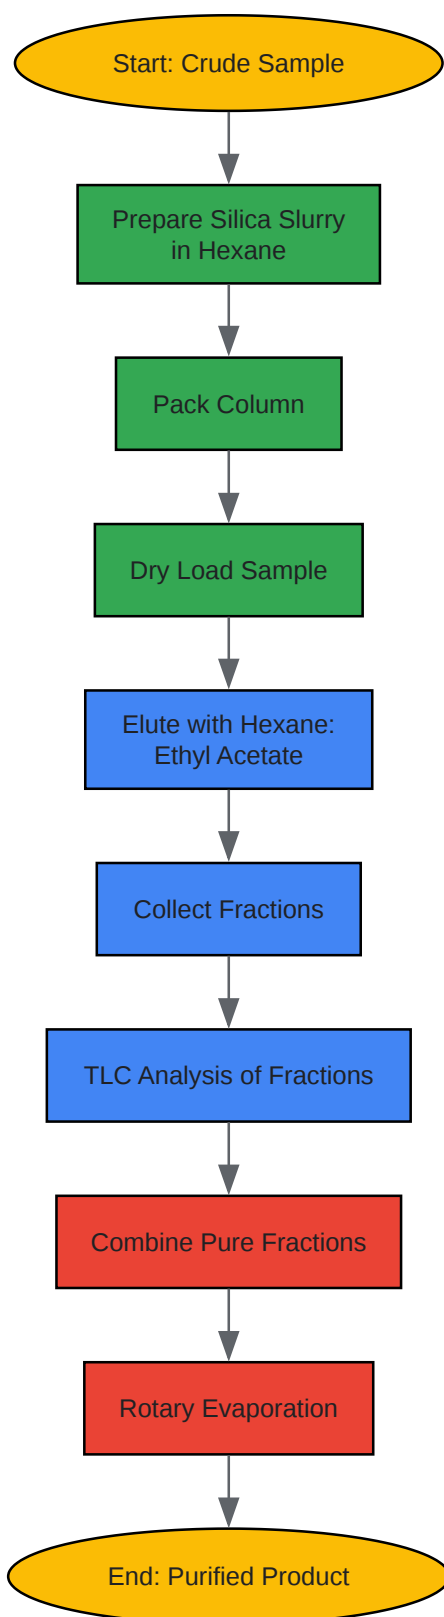 Start: Crude Sample
Prepare Silica Slurry
in Hexane
Pack Column
Dry Load Sample
Elute with Hexane:
Ethyl Acetate
Collect Fractions
TLC Analysis of Fractions
Combine Pure Fractions
Rotary Evaporation
End: Purified Product